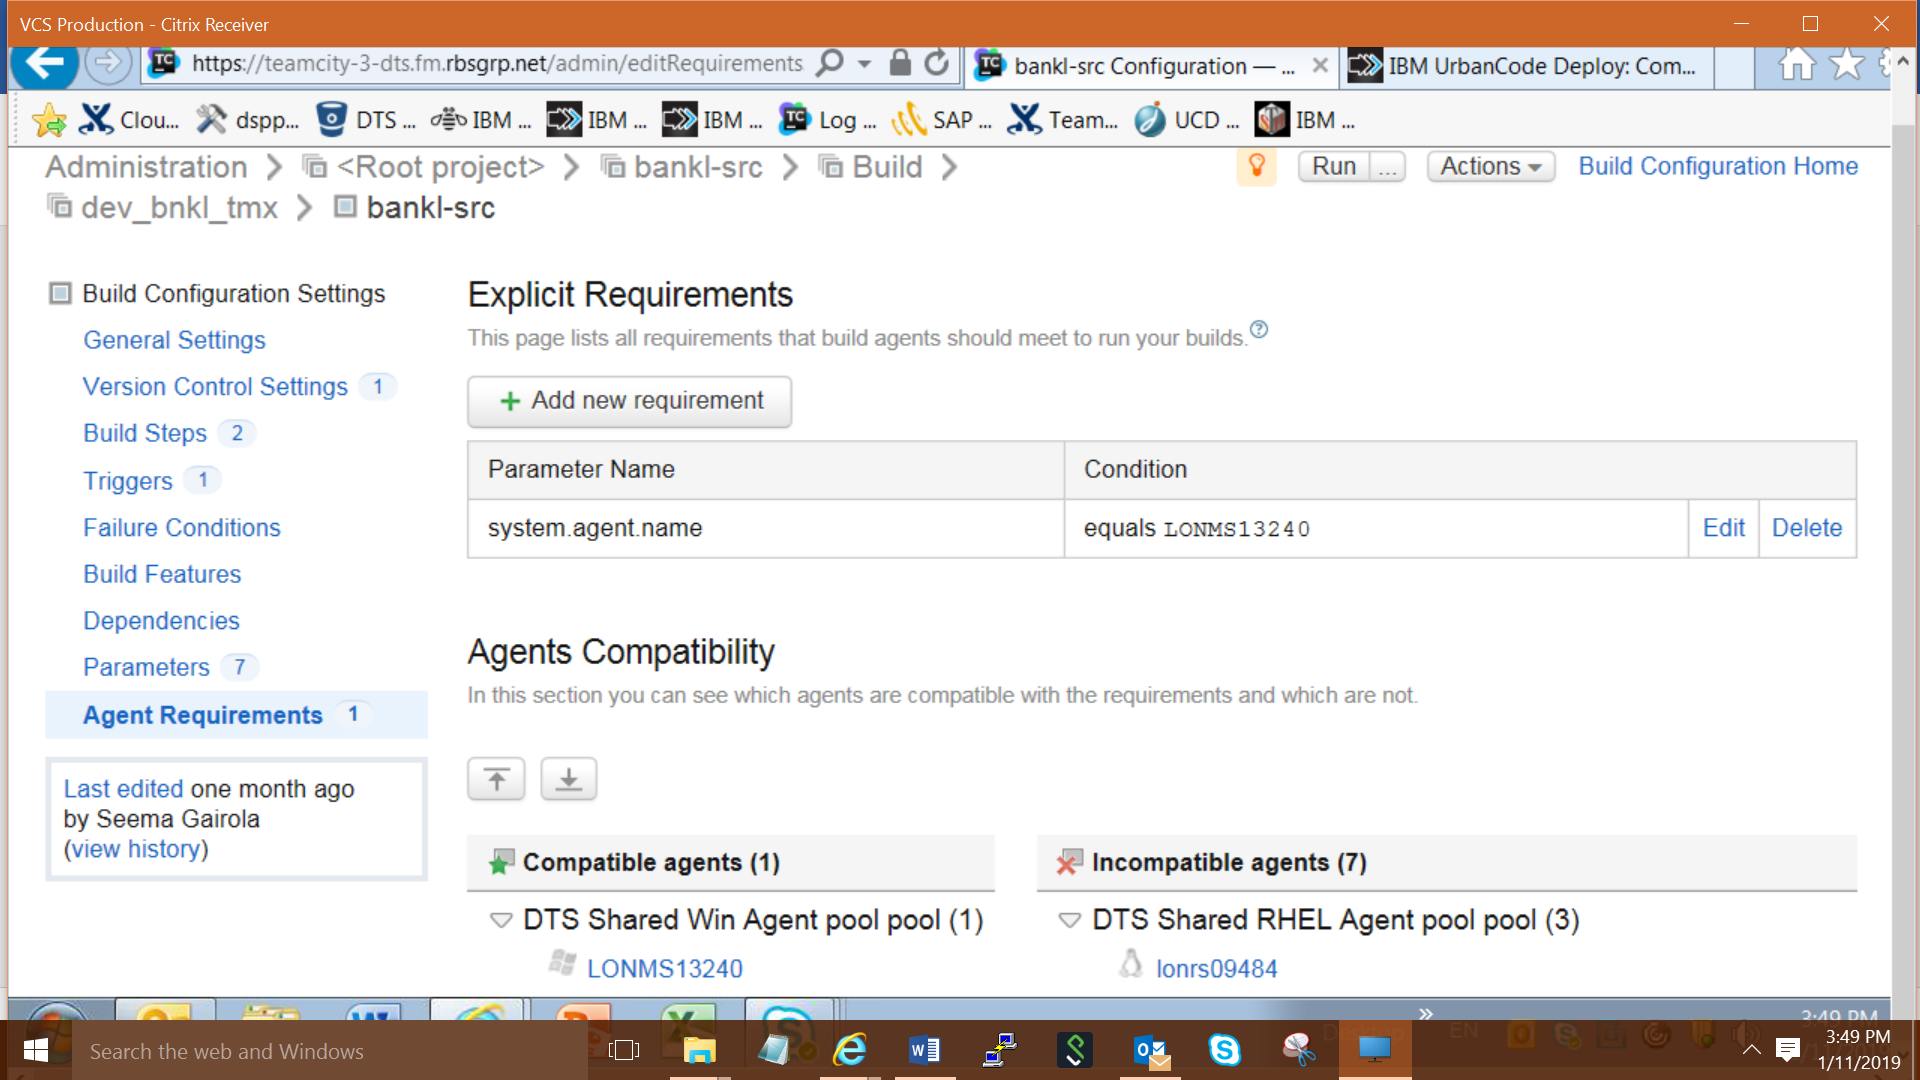 VCS Production - Citrix Receiver
https://teamcity-3-dts.fm.rbsgrp.net/admin/editRequirements
bankl-src Configuration — ...
IBM UrbanCode Deploy: Com...
Clou...
dspp...
DTS ...
IBM ...
IBM ...
IBM ...
Log ...
SAP ...
Team...
UCD ...
IBM ...
Administration > <Root project> > bankl-src > Build >
dev_bnkl_tmx > bankl-src
Run ...
Actions
Build Configuration Home
Build Configuration Settings
General Settings
Version Control Settings 1
Build Steps 2
Triggers 1
Failure Conditions
Build Features
Dependencies
Parameters 7
Agent Requirements 1
Last edited one month ago
by Seema Gairola
(view history)
Explicit Requirements
This page lists all requirements that build agents should meet to run your builds. ?
+ Add new requirement
Parameter Name Condition
system.agent.name equals LONMS13240 Edit Delete
Agents Compatibility
In this section you can see which agents are compatible with the requirements and which are not.
Compatible agents (1)
DTS Shared Win Agent pool pool (1)
LONMS13240
Incompatible agents (7)
DTS Shared RHEL Agent pool pool (3)
lonrs09484
3:49 PM
Search the web and Windows
Desktop
EN
3:49 PM
1/11/2019